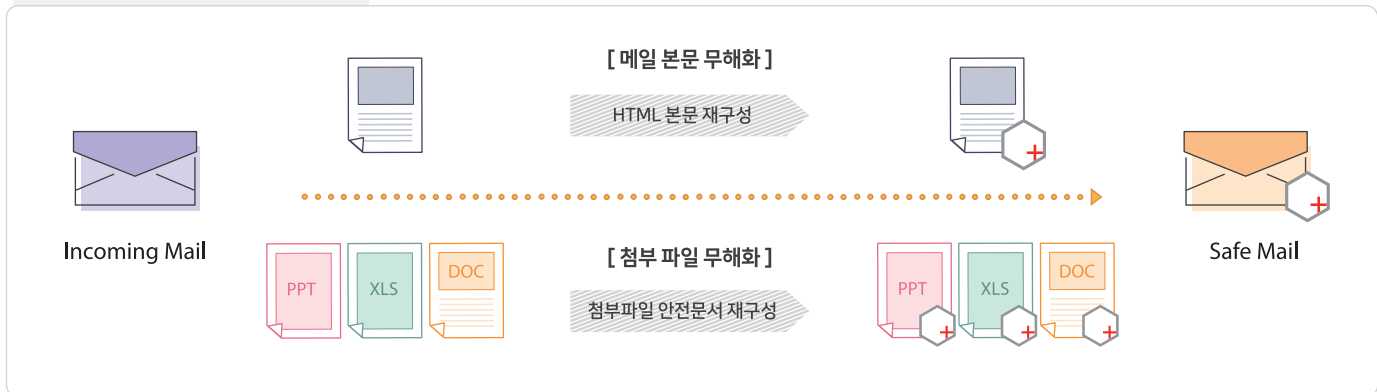 [ 메일 본문 무해화 ]
HTML 본문 재구성
Incoming Mail
Safe Mail
[ 첨부 파일 무해화 ]
PPT
XLS
DOC
첨부파일 안전문서 재구성
PPT
XLS
DOC